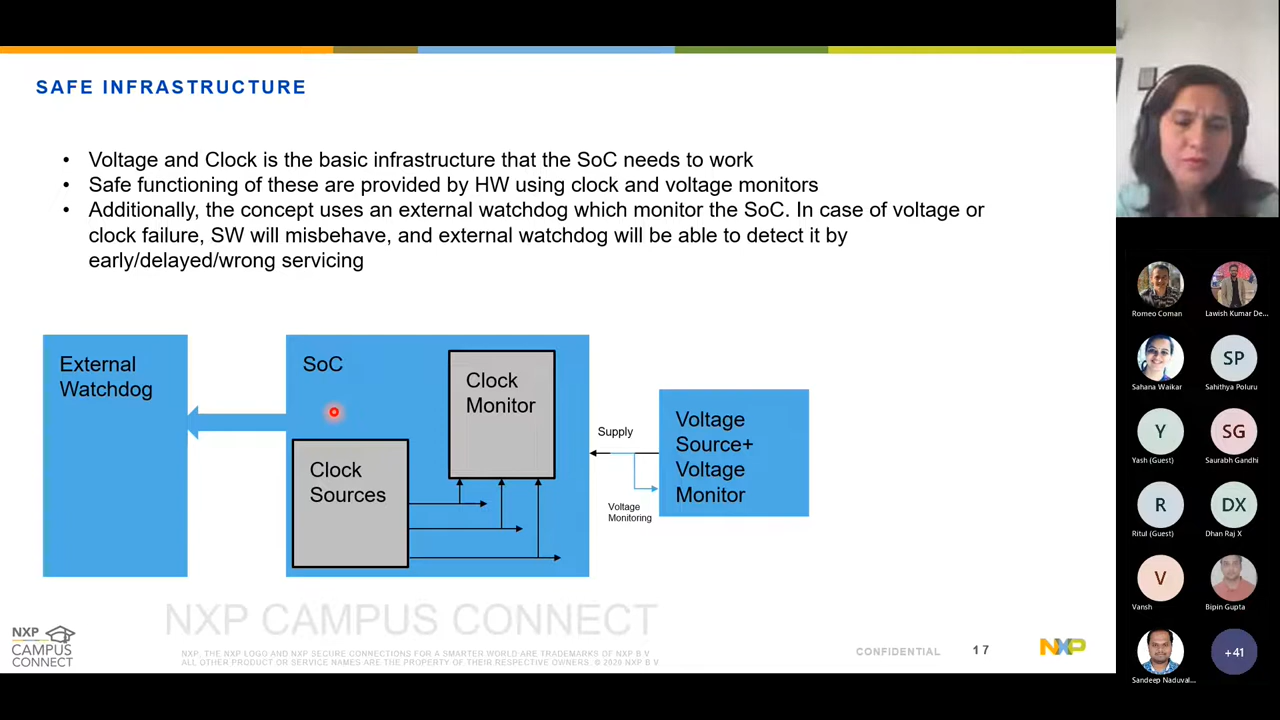 SAFE INFRASTRUCTURE
• Voltage and Clock is the basic infrastructure that the SoC needs to work
• Safe functioning of these are provided by HW using clock and voltage monitors
• Additionally, the concept uses an external watchdog which monitor the SoC. In case of voltage or
clock failure, SW will misbehave, and external watchdog will be able to detect it by
early/delayed/wrong servicing
External
Watchdog
SoC
Clock
Monitor
Clock
Sources
Supply
Voltage
Monitoring
Voltage
Source+
Voltage
Monitor
NXP CAMPUS CONNECT
NXP
CAMPUS
CONNECT
NXP, THE NXP LOGO AND NXP SECURE CONNECTIONS FOR A SMARTER WORLD ARE TRADEMARKS OF NXP B.V.
ALL OTHER PRODUCT OR SERVICE NAMES ARE THE PROPERTY OF THEIR RESPECTIVE OWNERS. © 2020 NXP B.V.
CONFIDENTIAL
17
NXP
Romeo Coman
Lawish Kumar De...
SP
Sahana Waikar
Sahithya Poluru
Y
SG
Yash (Guest)
Saurabh Gandhi
R
DX
Ritul (Guest)
Dhan Raj X
V
Vansh
Bipin Gupta
+41
Sandeep Naduval...